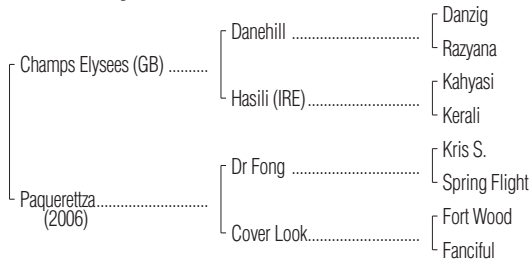 Danzig
Danehill ..........................................
Razyana
Champs Elysees (GB) ..........
Kahyasi
Hasili (IRE)......................................
Kerali
Kris S.
Dr Fong ..........................................
Spring Flight
Paquerettza.............................
(2006)
Fort Wood
Cover Look......................................
Fanciful